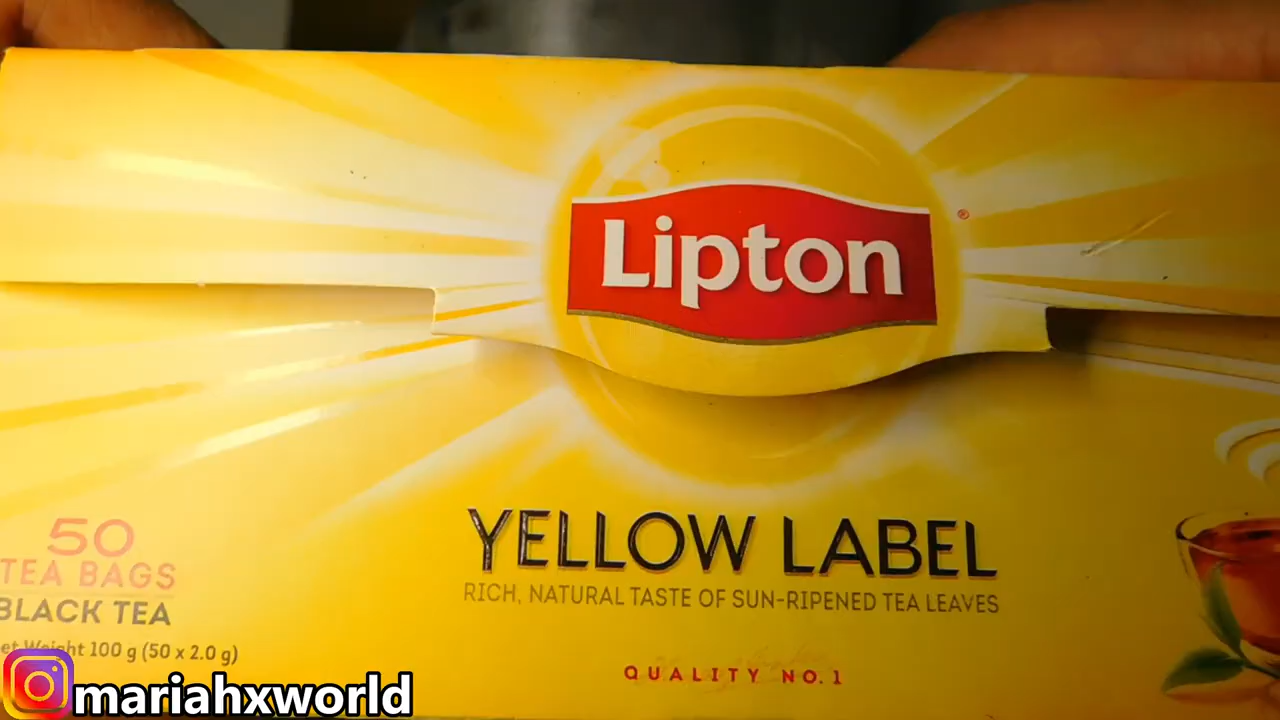 Lipton
®
YELLOW LABEL
RICH, NATURAL TASTE OF SUN-RIPENED TEA LEAVES
QUALITY NO. 1
50
TEA BAGS
BLACK TEA
et Weight 100 g (50 x 2.0 g)
mariahxworld